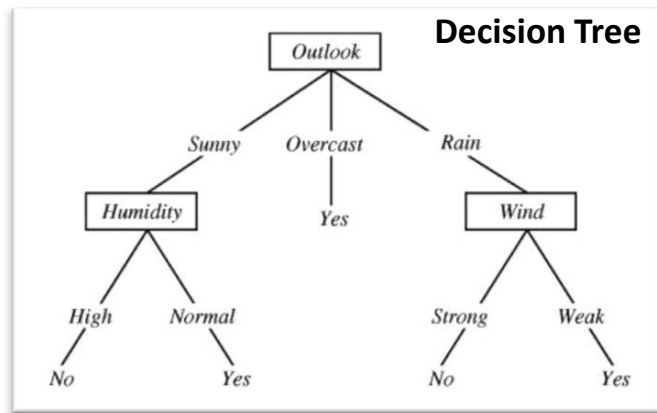 Decision Tree
Outlook
Sunny Overcast Rain
Humidity Yes Wind
High Normal Strong Weak
No Yes No Yes